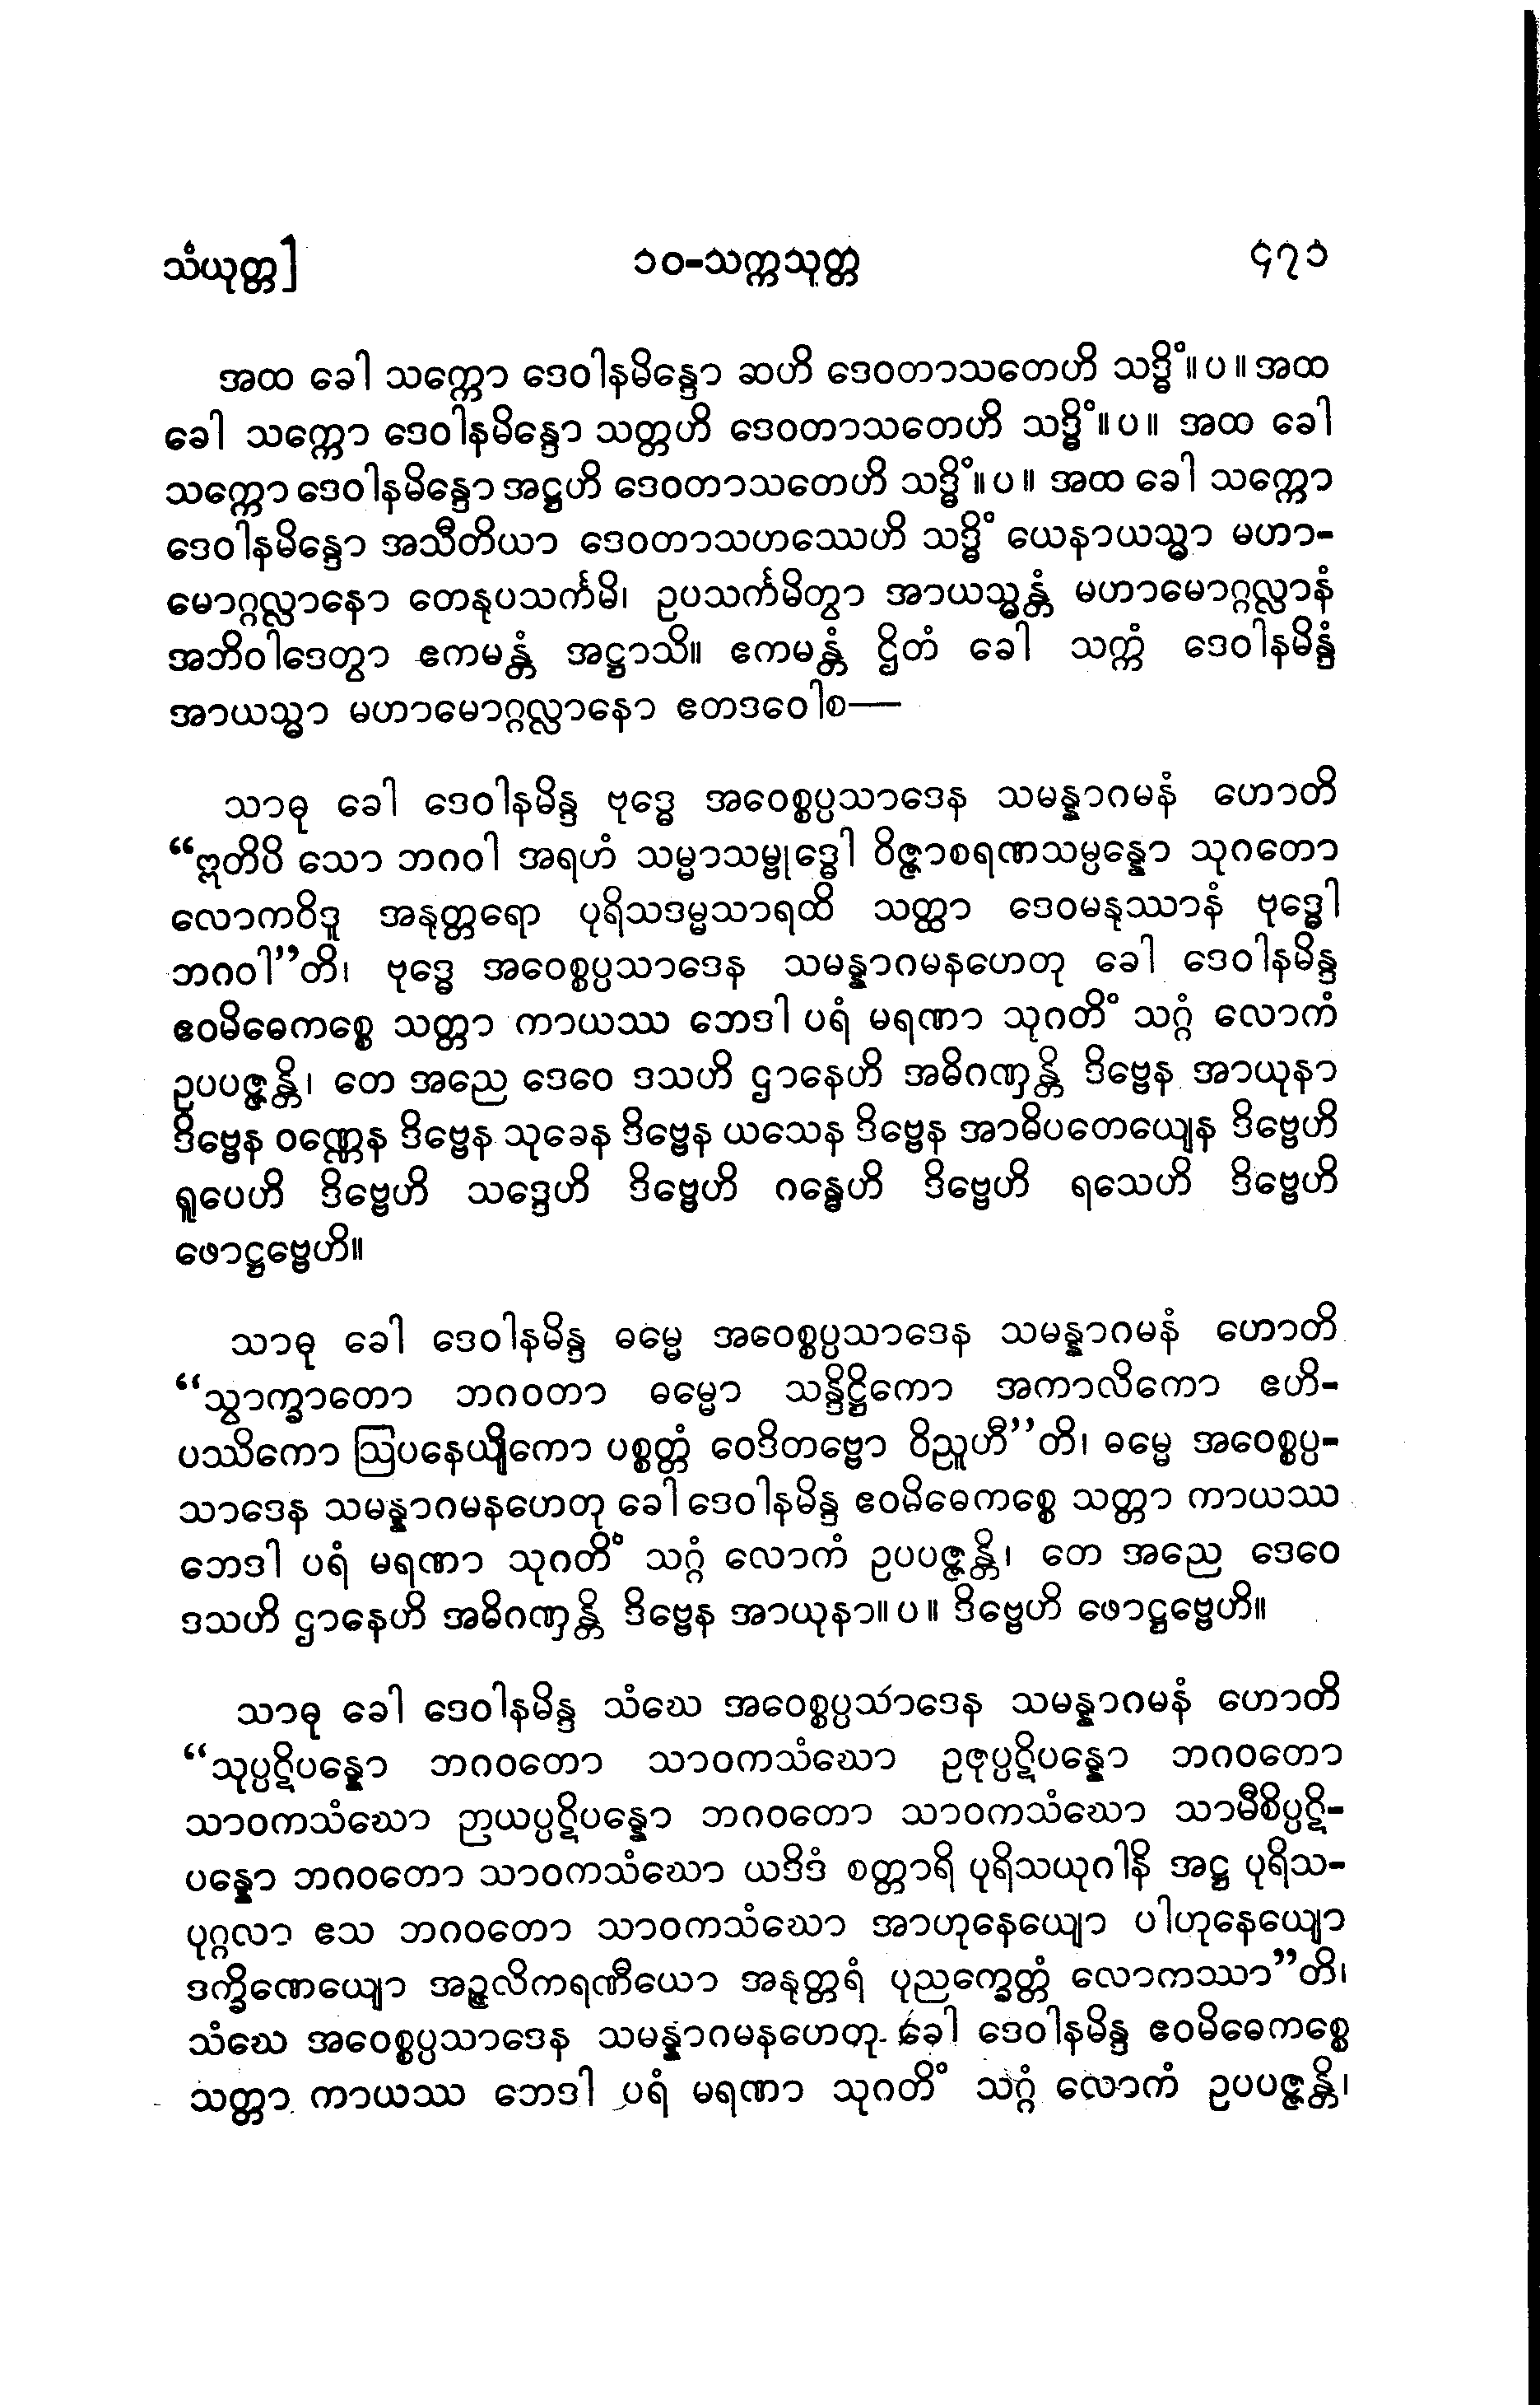 သံယုတ္တ]
၁၀-သက္ကသုတ္တ
၄၇၁
အထ ခေါ သက္ကော ဒေဝါနမိန္ဒော ဆဟိ ဒေဝတာသတေဟိ သဒ္ဓိံ။ ပ။ အထ
ခေါ သက္ကော ဒေဝါနမိန္ဒော သတ္တဟိ ဒေဝတာသတေဟိ သဒ္ဓိံ။ ပ။ အထ ခေါ
သက္ကော ဒေဝါနမိန္ဒော အဋ္ဌဟိ ဒေဝတာသတေဟိ သဒ္ဓိံ။ ပ။ အထ ခေါ သက္ကော
ဒေဝါနမိန္ဒော အသီတိယာ ဒေဝတာသဟဿေဟိ သဒ္ဓိံ ယေနာယသ္မာ မဟာ-
မောဂ္ဂလ္လာနော တေနုပသင်္ကမိ၊ ဥပသင်္ကမိတွာ အာယသ္မန္တံ မဟာမောဂ္ဂလ္လာနံ
အဘိဝါဒေတွာ ဧကမန္တံ အဋ္ဌာသိ။ ဧကမန္တံ ဌိတံ ခေါ သက္ကံ ဒေဝါနမိန္ဒံ
အာယသ္မာ မဟာမောဂ္ဂလ္လာနော ဧတဒဝေါစ—
သာဓု ခေါ ဒေဝါနမိန္ဒ ဗုဒ္ဓေ အဝေစ္စပ္ပသာဒေန သမန္နာဂမနံ ဟောတိ
“ဣတိပိ သော ဘဂဝါ အရဟံ သမ္မာသမ္ဗုဒ္ဓေါ ဝိဇ္ဇာစရဏသမ္ပန္နော သုဂတော
လောကဝိဒူ အနုတ္တရော ပုရိသဒမ္မသာရထိ သတ္ထာ ဒေဝမနုဿာနံ ဗုဒ္ဓေါ
ဘဂဝါ”တိ၊ ဗုဒ္ဓေ အဝေစ္စပ္ပသာဒေန သမန္နာဂမနဟေတု ခေါ ဒေဝါနမိန္ဒ
ဧဝမိဓေကစ္စေ သတ္တာ ကာယဿ ဘေဒါ ပရံ မရဏာ သုဂတိံ သဂ္ဂံ လောကံ
ဥပပဇ္ဇန္တိ၊ တေ အညေ ဒေဝေ ဒသဟိ ဌာနေဟိ အဓိဂဏှန္တိ ဒိဗ္ဗေန အာယုနာ
ဒိဗ္ဗေန ဝဏ္ဏေန ဒိဗ္ဗေန သုခေန ဒိဗ္ဗေန ယသေန ဒိဗ္ဗေန အာဓိပတေယျေန ဒိဗ္ဗေဟိ
ရူပေဟိ ဒိဗ္ဗေဟိ သဒ္ဒေဟိ ဒိဗ္ဗေဟိ ဂန္ဓေဟိ ဒိဗ္ဗေဟိ ရသေဟိ ဒိဗ္ဗေဟိ
ဖောဋ္ဌဗ္ဗေဟိ။
သာဓု ခေါ ဒေဝါနမိန္ဒ ဓမ္မေ အဝေစ္စပ္ပသာဒေန သမန္နာဂမနံ ဟောတိ
“သွာက္ခာတော ဘဂဝတာ ဓမ္မော သန္ဒိဋ္ဌိကော အကာလိကော ဧဟိ-
ပဿိကော ဩပနေယျိကော ပစ္စတ္တံ ဝေဒိတဗ္ဗော ဝိညူဟီ”တိ၊ ဓမ္မေ အဝေစ္စပ္ပ-
သာဒေန သမန္နာဂမနဟေတု ခေါ ဒေဝါနမိန္ဒ ဧဝမိဓေကစ္စေ သတ္တာ ကာယဿ
ဘေဒါ ပရံ မရဏာ သုဂတိံ သဂ္ဂံ လောကံ ဥပပဇ္ဇန္တိ၊ တေ အညေ ဒေဝေ
ဒသဟိ ဌာနေဟိ အဓိဂဏှန္တိ ဒိဗ္ဗေန အာယုနာ။ ပ။ ဒိဗ္ဗေဟိ ဖောဋ္ဌဗ္ဗေဟိ။
သာဓု ခေါ ဒေဝါနမိန္ဒ သံဃေ အဝေစ္စပ္ပသာဒေန သမန္နာဂမနံ ဟောတိ
“သုပ္ပဋိပန္နော ဘဂဝတော သာဝကသံဃော ဥဇုပ္ပဋိပန္နော ဘဂဝတော
သာဝကသံဃော ဉာယပ္ပဋိပန္နော ဘဂဝတော သာဝကသံဃော သာမီစိပ္ပဋိ-
ပန္နော ဘဂဝတော သာဝကသံဃော ယဒိဒံ စတ္တာရိ ပုရိသယုဂါနိ အဋ္ဌ ပုရိသ-
ပုဂ္ဂလာ ဧသ ဘဂဝတော သာဝကသံဃော အာဟုနေယျော ပါဟုနေယျော
ဒက္ခိဏေယျော အဉ္ဇလိကရဏီယော အနုတ္တရံ ပုညက္ခေတ္တံ လောကဿာ”တိ၊
သံဃေ အဝေစ္စပ္ပသာဒေန သမန္နာဂမနဟေတု ခေါ ဒေဝါနမိန္ဒ ဧဝမိဓေကစ္စေ
သတ္တာ ကာယဿ ဘေဒါ ပရံ မရဏာ သုဂတိံ သဂ္ဂံ လောကံ ဥပပဇ္ဇန္တိ၊